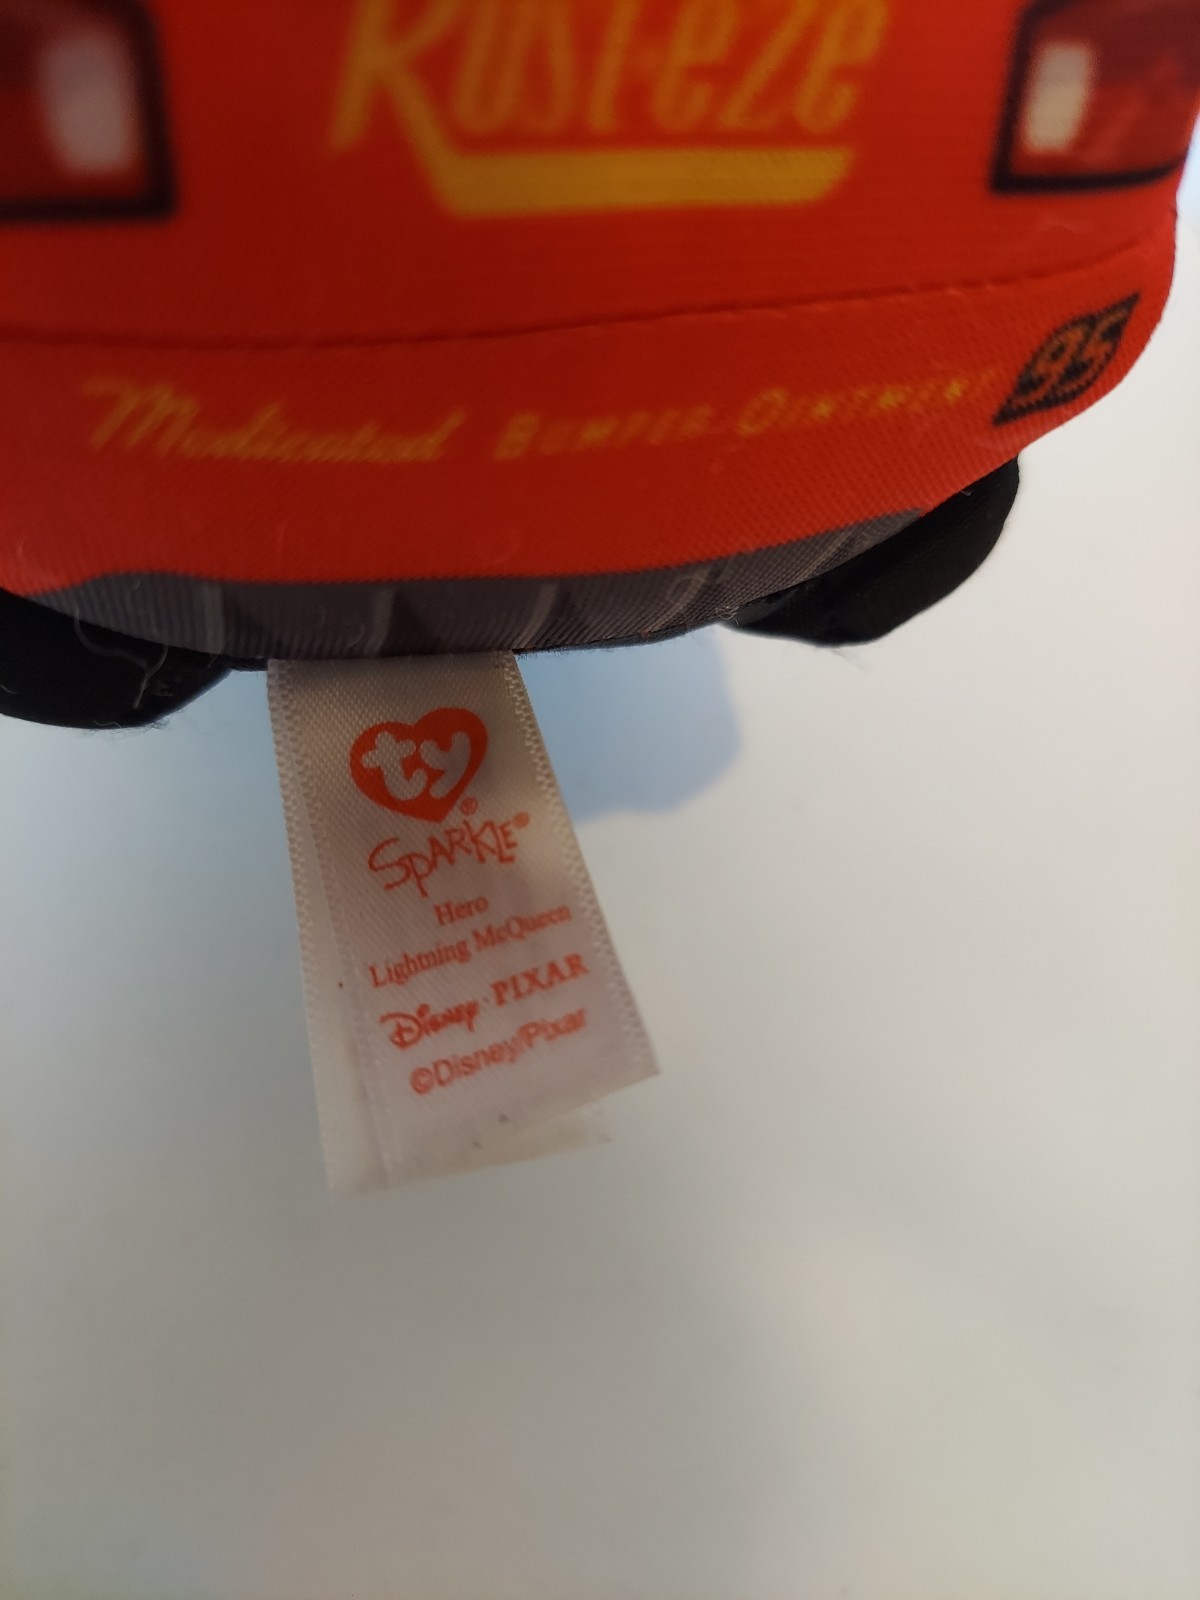 Rust-eze
Medicated BUMPER OINTMENT 95
ty®
SPARKLE®
Hero
Lightning McQueen
Disney·PIXAR
©Disney/Pixar